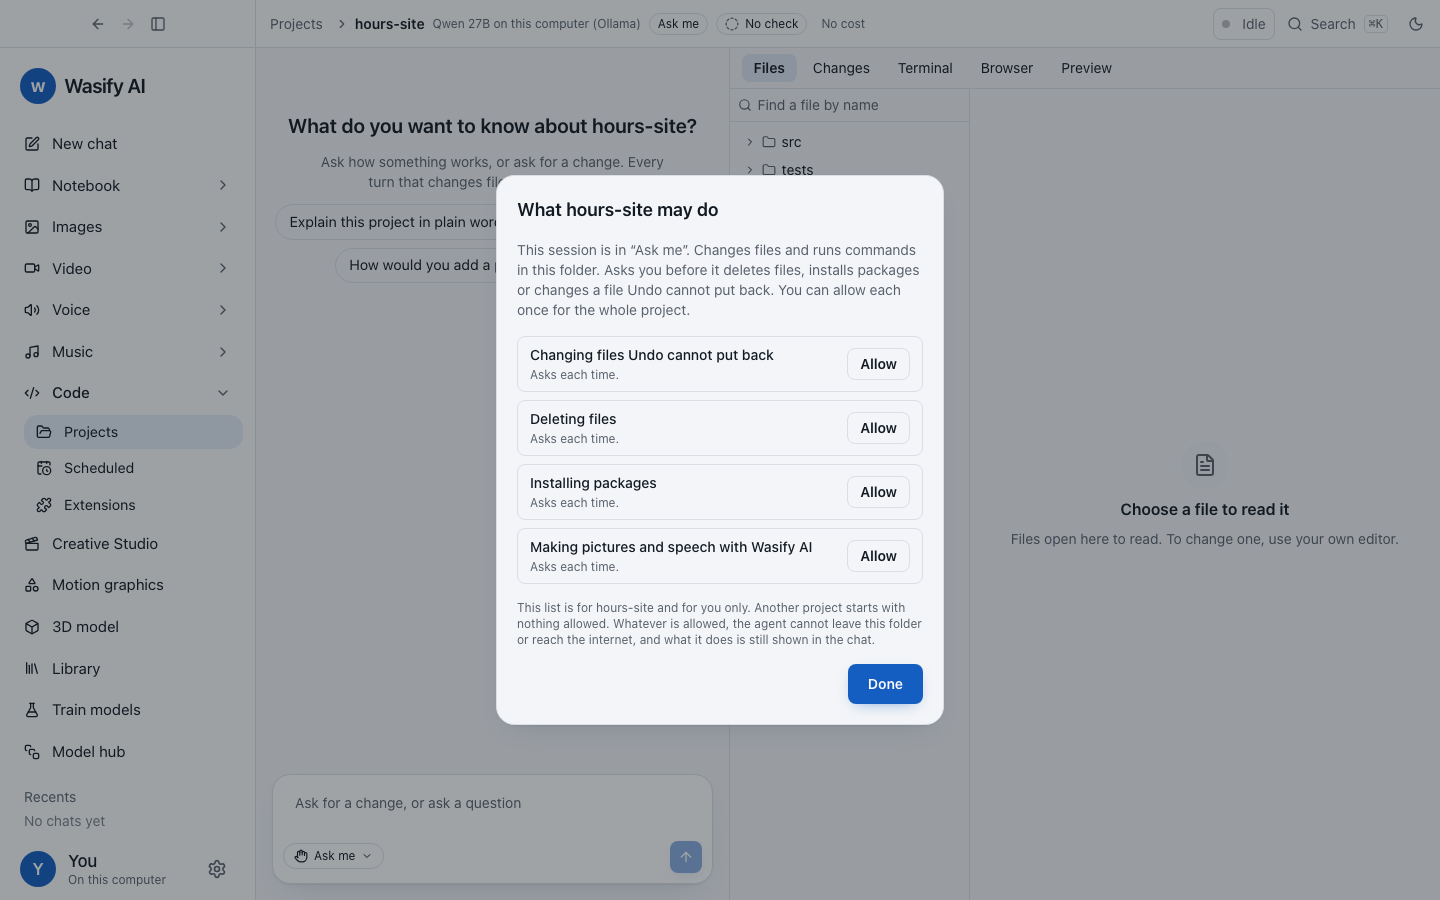 Projects
hours-site
Qwen 27B on this computer (Ollama)
Ask me
No check
No cost
Idle
Search
⌘K
w
Wasify AI
New chat
Notebook
Images
Video
Voice
Music
Code
Projects
Scheduled
Extensions
Creative Studio
Motion graphics
3D model
Library
Train models
Model hub
Recents
No chats yet
Y
You
On this computer
What do you want to know about hours-site?
Ask how something works, or ask for a change. Every
turn that changes
Explain this project in plain
How would you add a
Ask for a change, or ask a question
Ask me
Files
Changes
Terminal
Browser
Preview
Find a file by name
src
tests
Choose a file to read it
Files open here to read. To change one, use your own editor.
What hours-site may do
This session is in “Ask me”. Changes files and runs commands
in this folder. Asks you before it deletes files, installs packages
or changes a file Undo cannot put back. You can allow each
once for the whole project.
Changing files Undo cannot put back
Asks each time.
Allow
Deleting files
Asks each time.
Allow
Installing packages
Asks each time.
Allow
Making pictures and speech with Wasify AI
Asks each time.
Allow
This list is for hours-site and for you only. Another project starts with
nothing allowed. Whatever is allowed, the agent cannot leave this folder
or reach the internet, and what it does is still shown in the chat.
Done